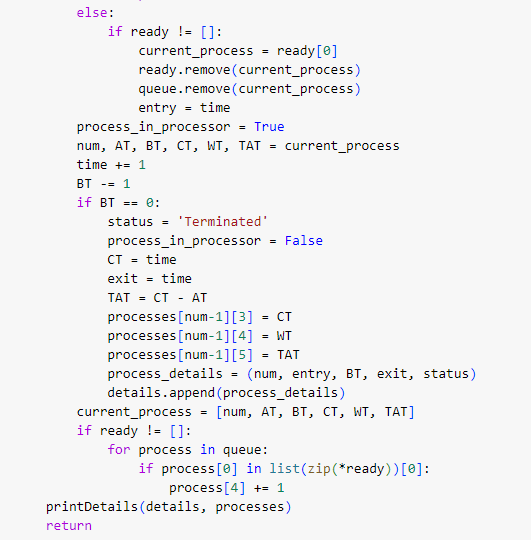 else:
if ready != []:
current_process = ready[0]
ready.remove(current_process)
queue.remove(current_process)
entry = time
process_in_processor = True
num, AT, BT, CT, WT, TAT = current_process
time += 1
BT -= 1
if BT == 0:
status = 'Terminated'
process_in_processor = False
CT = time
exit = time
TAT = CT - AT
processes[num-1][3] = CT
processes[num-1][4] = WT
processes[num-1][5] = TAT
process_details = (num, entry, BT, exit, status)
details.append(process_details)
current_process = [num, AT, BT, CT, WT, TAT]
if ready != []:
for process in queue:
if process[0] in list(zip(*ready))[0]:
process[4] += 1
printDetails(details, processes)
return